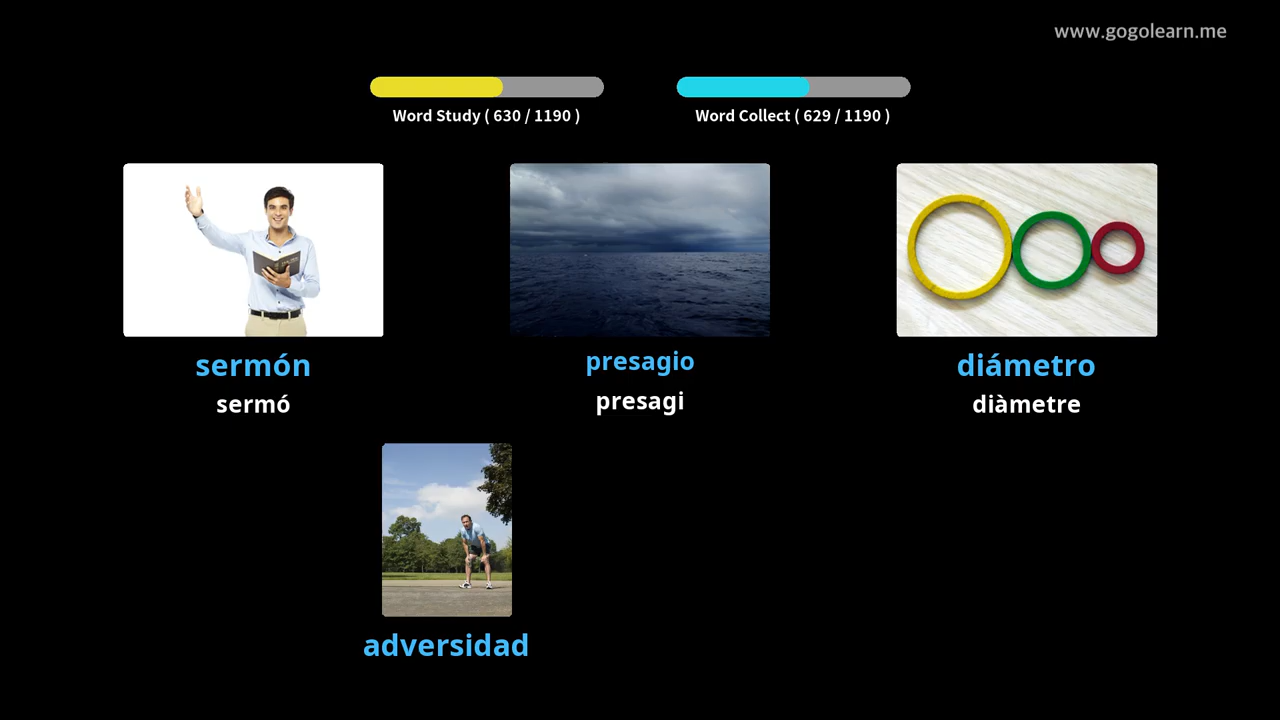 www.gogolearn.me
Word Study ( 630 / 1190 )
Word Collect ( 629 / 1190 )
sermón
sermó
presagio
presagi
diámetro
diàmetre
adversidad